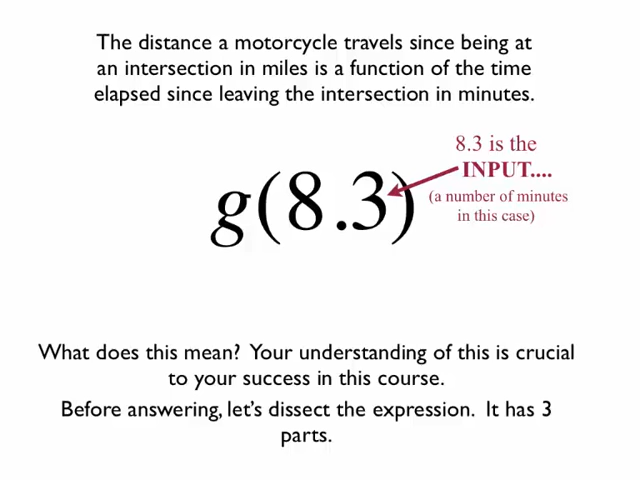 The distance a motorcycle travels since being at
an intersection in miles is a function of the time
elapsed since leaving the intersection in minutes.
8.3 is the
INPUT....
(a number of minutes
in this case)
g(8.3)
What does this mean? Your understanding of this is crucial
to your success in this course.
Before answering, let's dissect the expression. It has 3
parts.